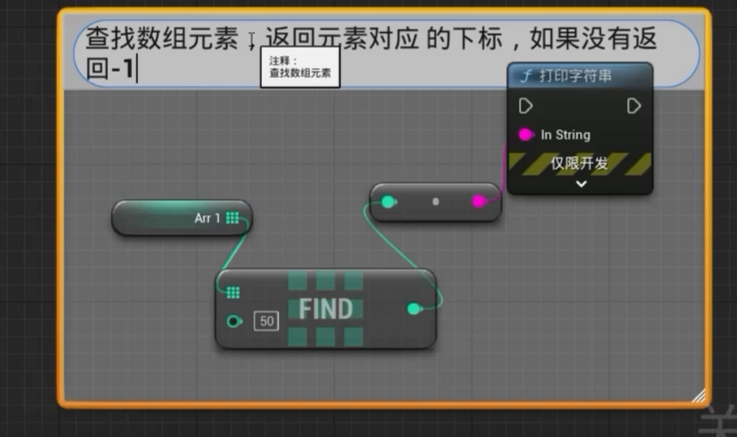 查找数组元素，返回元素对应 的下标，如果没有返
回-1
注释：
查找数组元素
f 打印字符串
In String
仅限开发
Arr 1
FIND
50
关